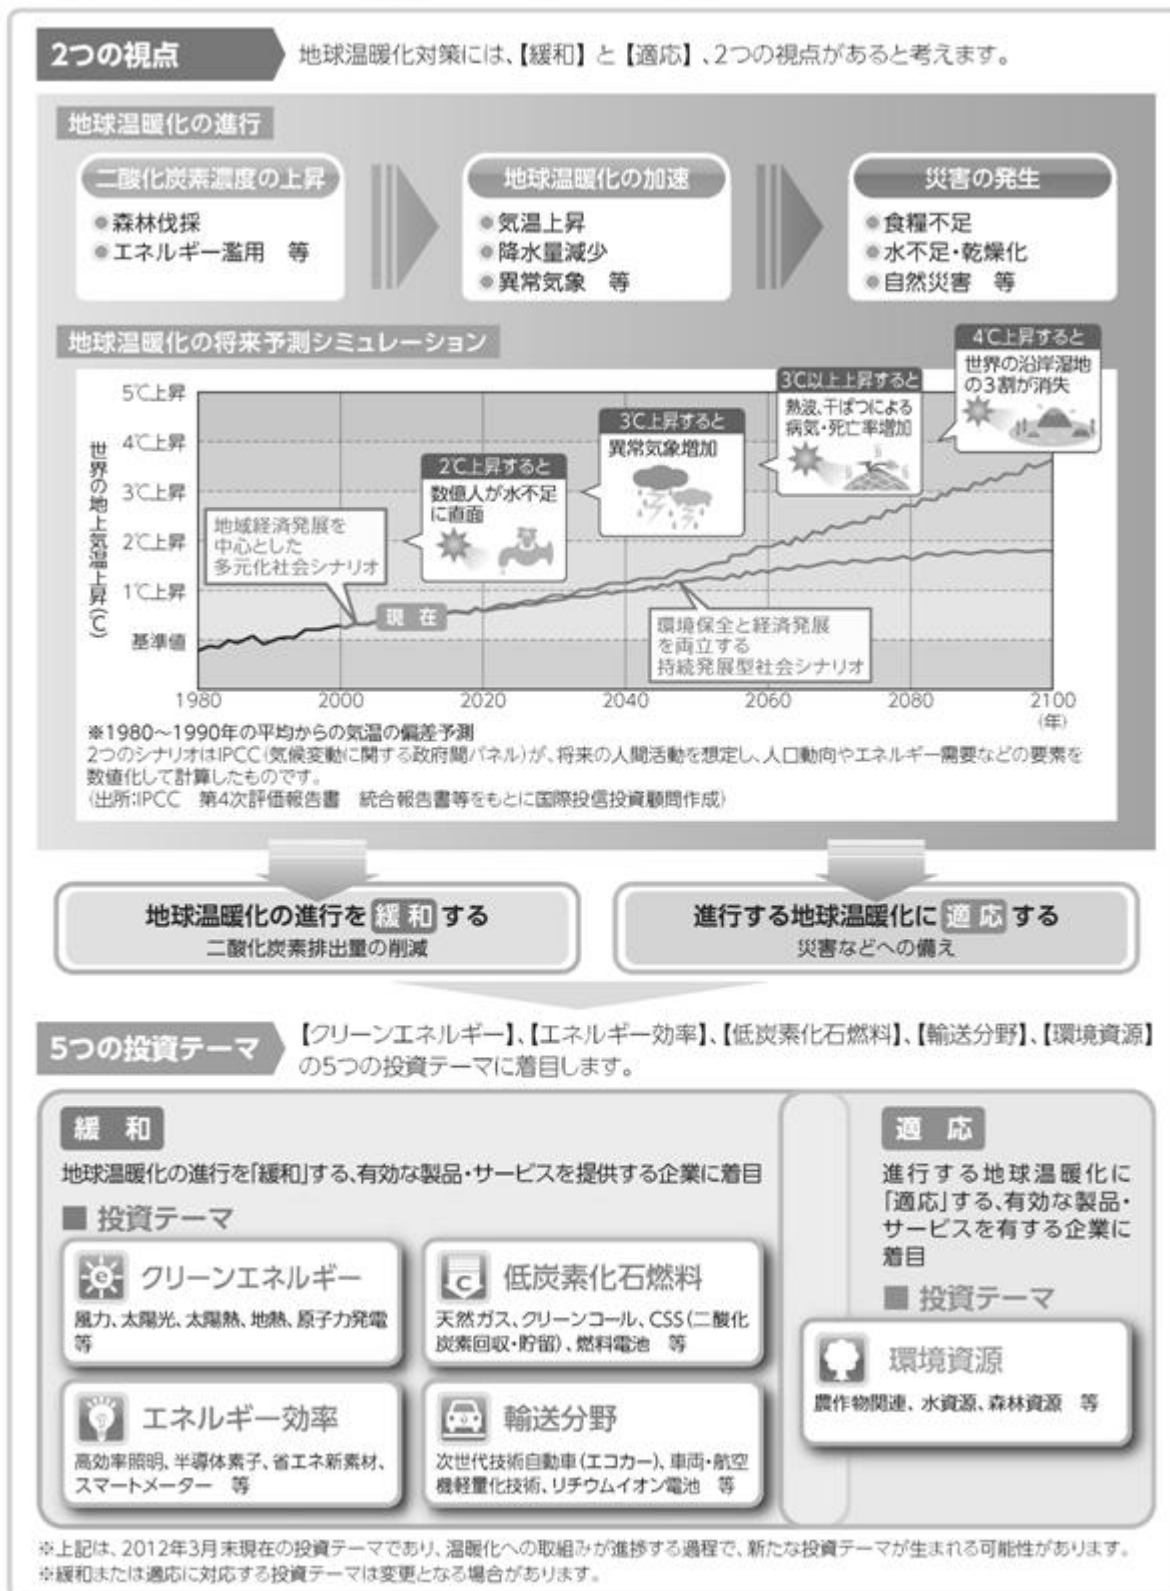 2つの視点
地球温暖化対策には、【緩和】と【適応】、2つの視点があると考えます。
地球温暖化の進行
二酸化炭素濃度の上昇
●森林伐採
●エネルギー濫用　等
地球温暖化の加速
●気温上昇
●降水量減少
●異常気象　等
災害の発生
●食糧不足
●水不足・乾燥化
●自然災害　等
地球温暖化の将来予測シミュレーション
世界の地上気温上昇(℃)
5℃上昇
4℃上昇
3℃上昇
2℃上昇
1℃上昇
基準値
地域経済発展を
中心とした
多元化社会シナリオ
現在
2℃上昇すると
数億人が水不足
に直面
3℃上昇すると
異常気象増加
3℃以上上昇すると
熱波、干ばつによる
病気・死亡率増加
4℃上昇すると
世界の沿岸湿地
の3割が消失
環境保全と経済発展
を両立する
持続発展型社会シナリオ
1980
2000
2020
2040
2060
2080
2100
(年)
※1980～1990年の平均からの気温の偏差予測
2つのシナリオはIPCC(気候変動に関する政府間パネル)が、将来の人間活動を想定し、人口動向やエネルギー需要などの要素を
数値化して計算したものです。
(出所:IPCC　第4次評価報告書　統合報告書等をもとに国際投信投資顧問作成)
地球温暖化の進行を緩和する
二酸化炭素排出量の削減
進行する地球温暖化に適応する
災害などへの備え
5つの投資テーマ
【クリーンエネルギー】、【エネルギー効率】、【低炭素化石燃料】、【輸送分野】、【環境資源】
の5つの投資テーマに着目します。
緩和
地球温暖化の進行を「緩和」する、有効な製品・サービスを提供する企業に着目
■投資テーマ
クリーンエネルギー
風力、太陽光、太陽熱、地熱、原子力発電
等
低炭素化石燃料
C
天然ガス、クリーンコール、CSS(二酸化
炭素回収・貯留)、燃料電池　等
エネルギー効率
高効率照明、半導体素子、省エネ新素材、
スマートメーター　等
輸送分野
次世代技術自動車(エコカー)、車両・航空
機軽量化技術、リチウムイオン電池　等
適応
進行する地球温暖化に
「適応」する、有効な製品・
サービスを有する企業に
着目
■投資テーマ
環境資源
農作物関連、水資源、森林資源　等
※上記は、2012年3月末現在の投資テーマであり、温暖化への取組みが進捗する過程で、新たな投資テーマが生まれる可能性があります。
※緩和または適応に対応する投資テーマは変更となる場合があります。